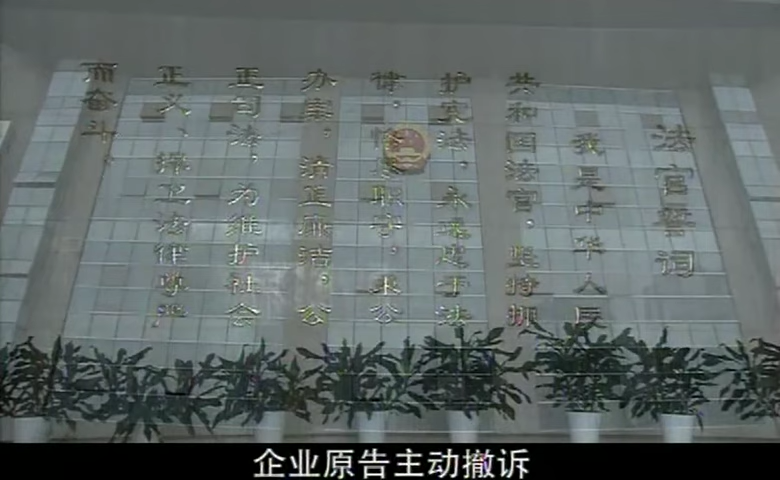 法官誓词
我是中华人民
共和国法官，坚持拥
护宪法，永远忠于法
律，恪尽职守，秉公
办案，清正廉洁，公
正司法，为维护社会
正义、捍卫法律尊严
而奋斗。
企业原告主动撤诉